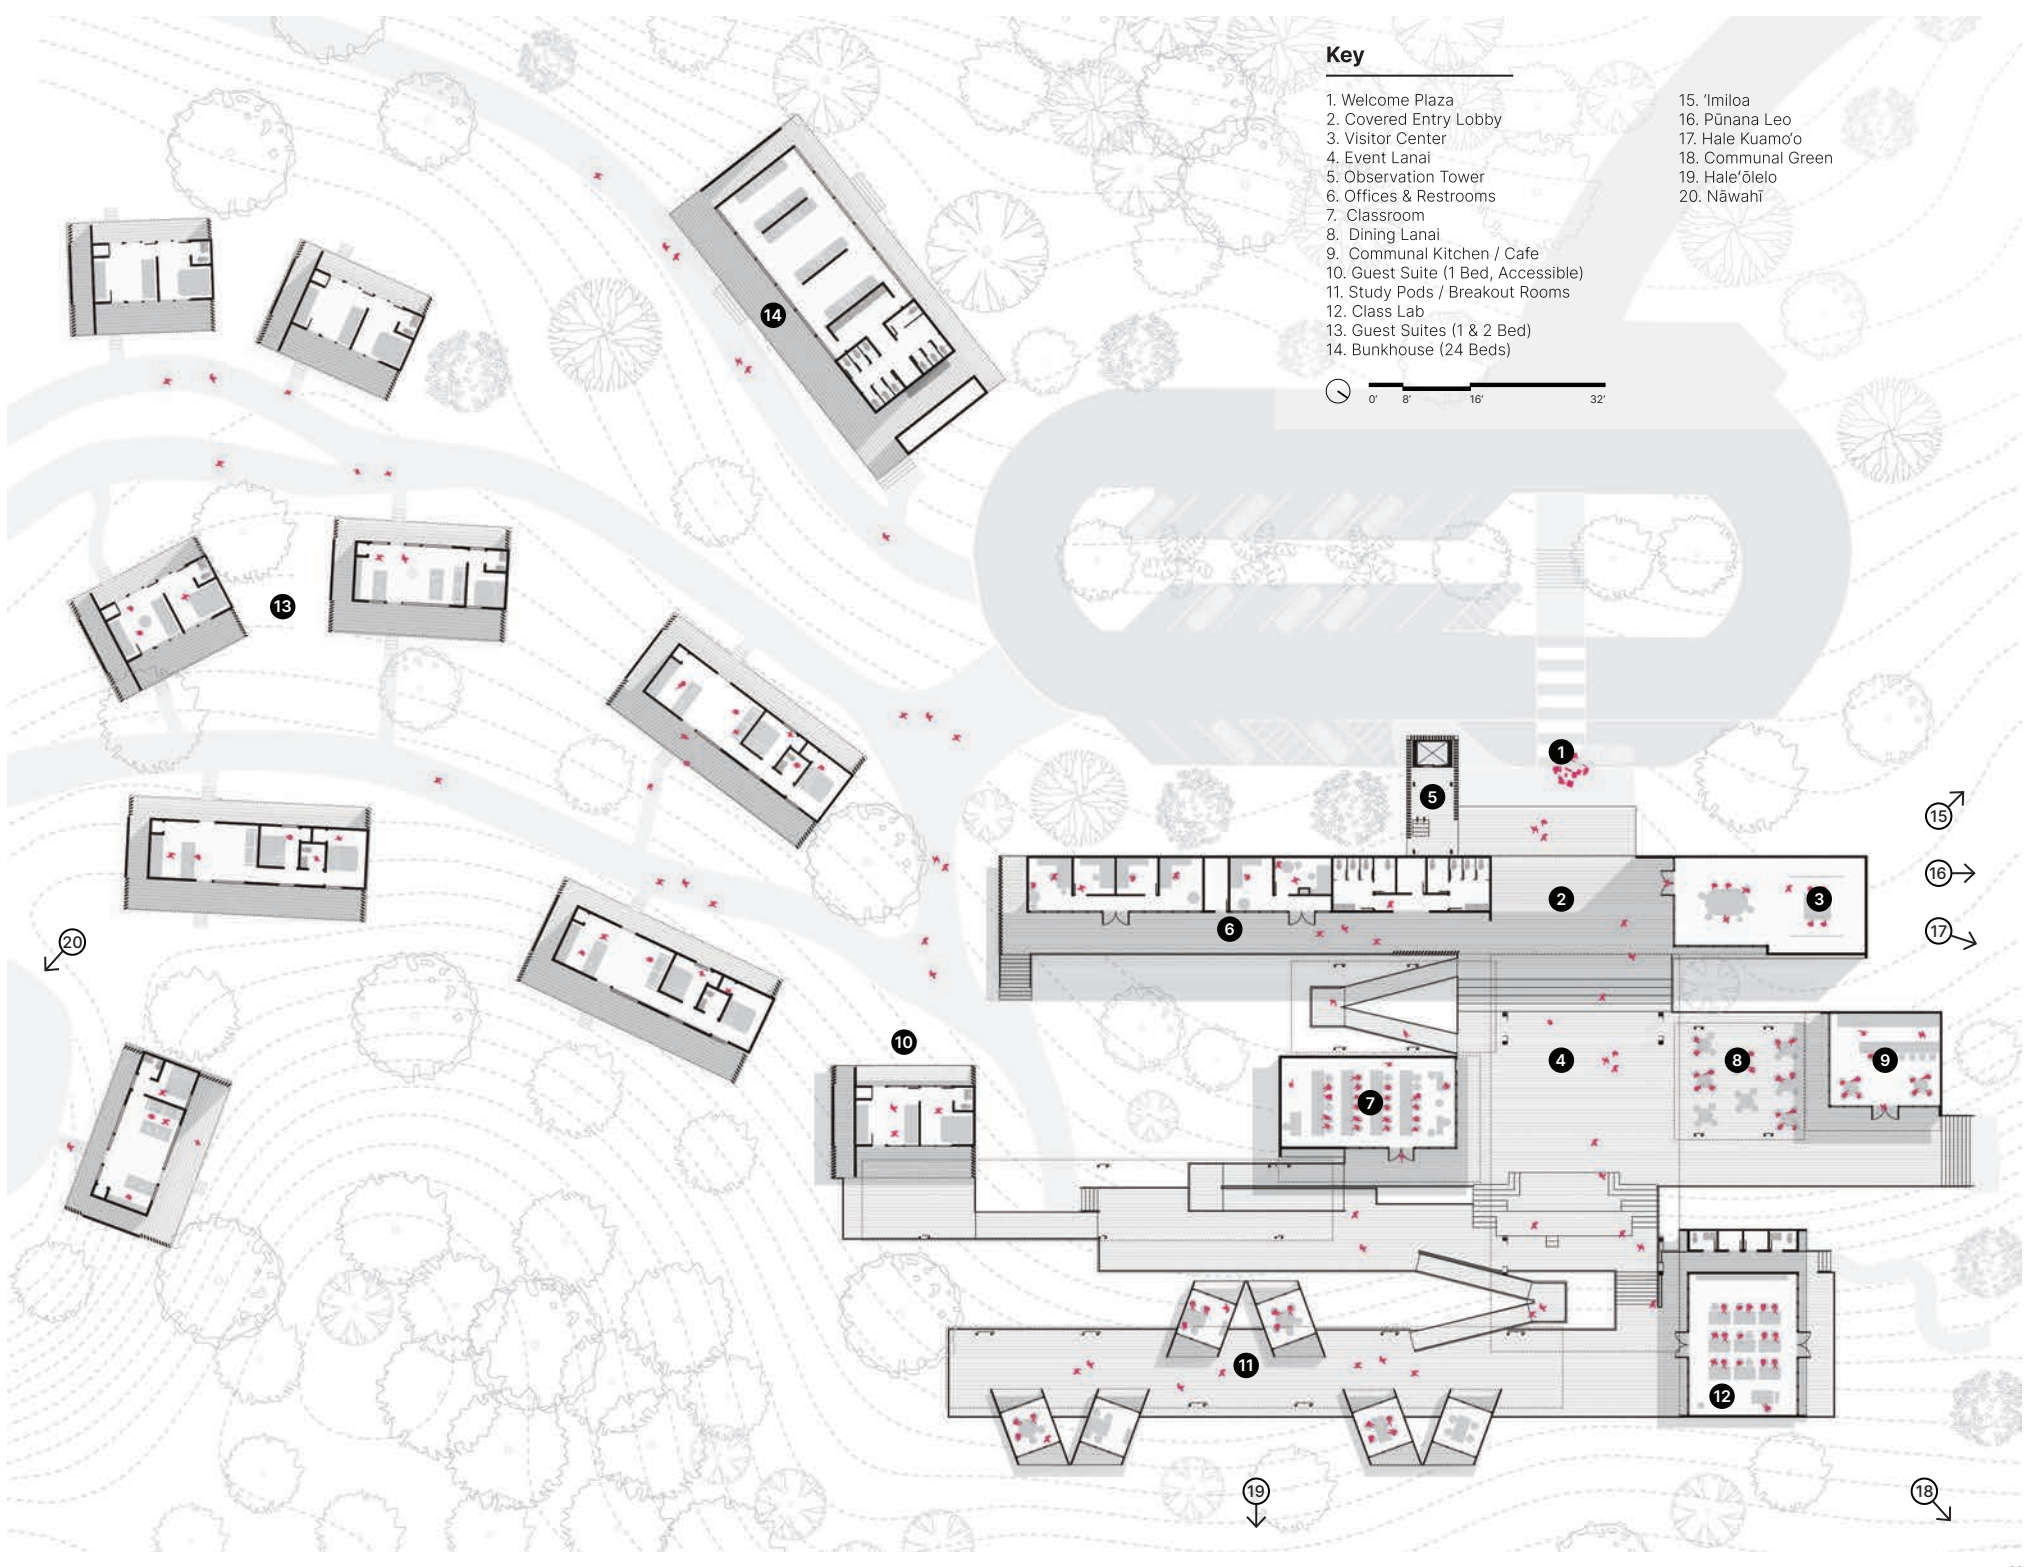 Key
1. Welcome Plaza
2. Covered Entry Lobby
3. Visitor Center
4. Event Lanai
5. Observation Tower
6. Offices & Restrooms
7. Classroom
8. Dining Lanai
9. Communal Kitchen / Cafe
10. Guest Suite (1 Bed, Accessible)
11. Study Pods / Breakout Rooms
12. Class Lab
13. Guest Suites (1 & 2 Bed)
14. Bunkhouse (24 Beds)
15. ʻImiloa
16. Pūnana Leo
17. Hale Kuamoʻo
18. Communal Green
19. Haleʻōlelo
20. Nāwahī
0' 8' 16' 32'
14
13
1
5
15
16
2
3
6
17
20
10
4
8
9
7
11
12
19
18